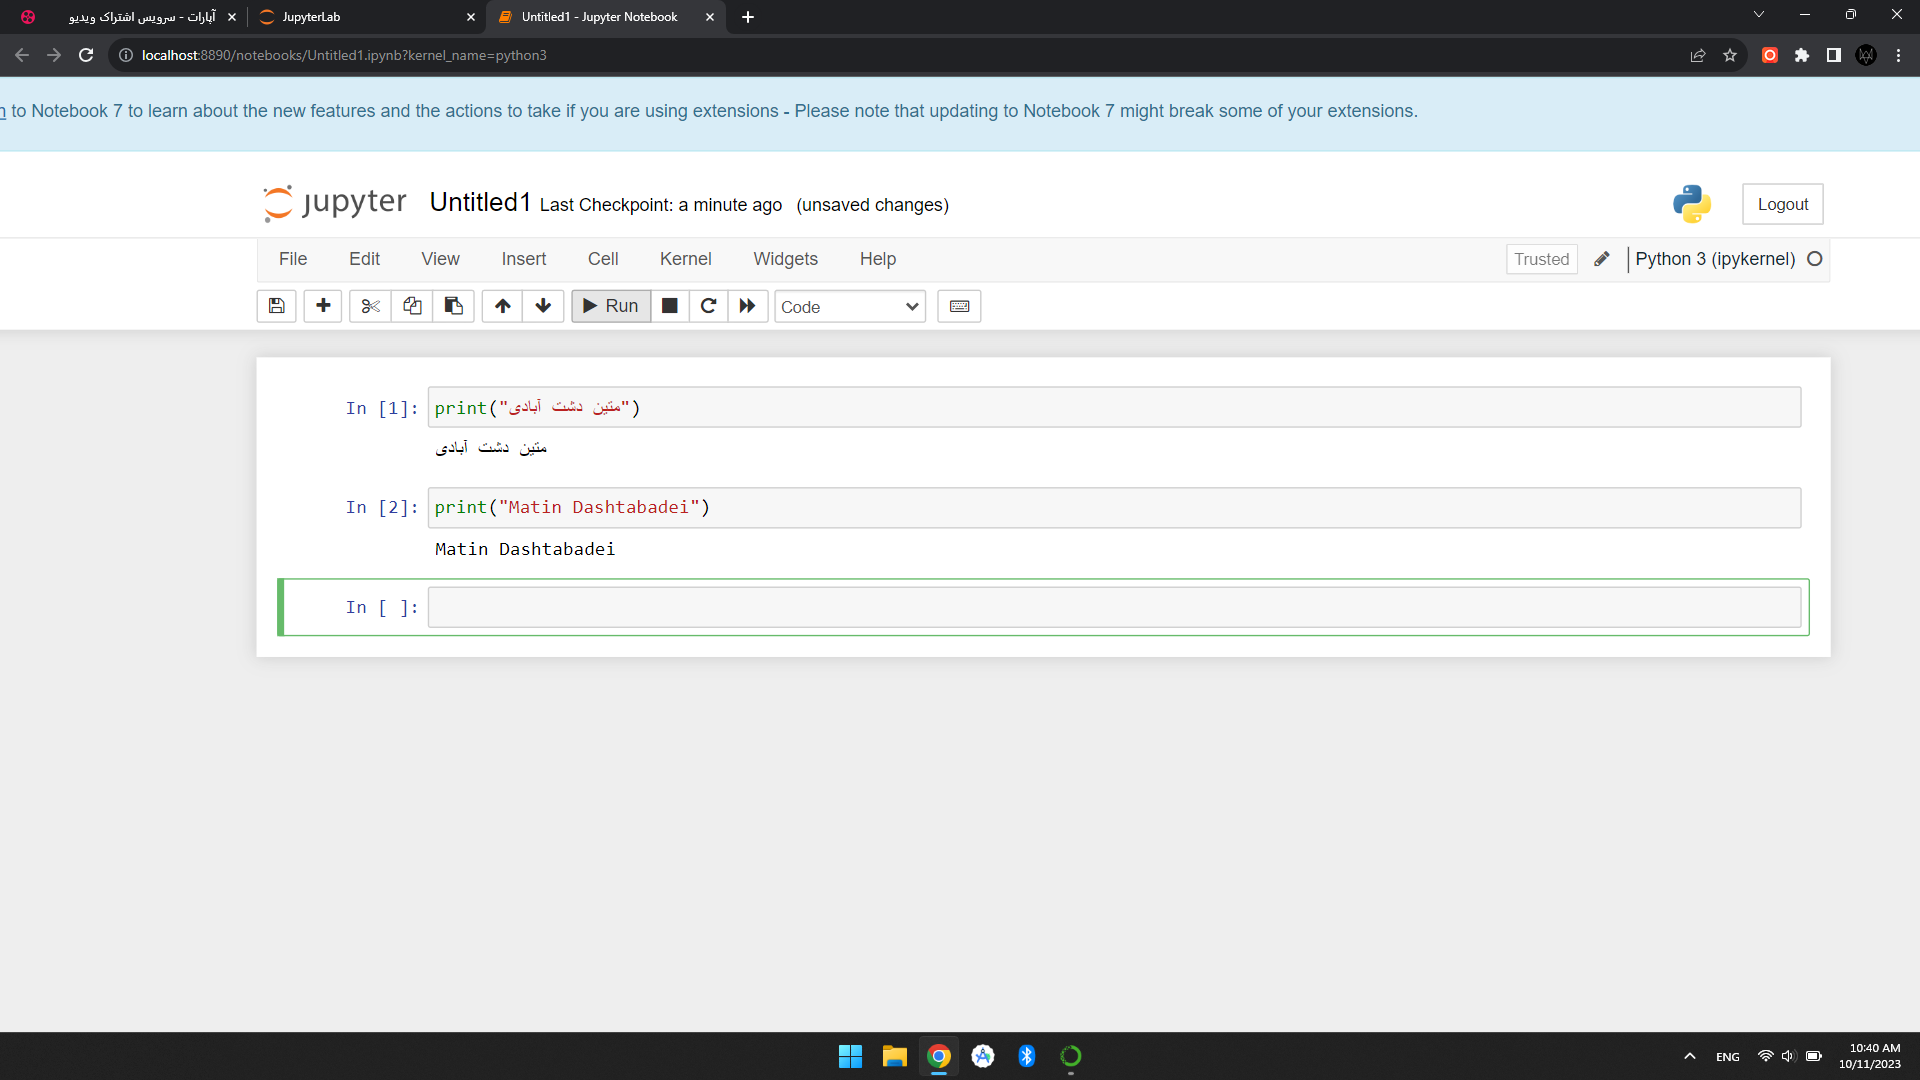 آپارات - سرویس اشتراک ویدیو
JupyterLab
Untitled1 - Jupyter Notebook
localhost:8890/notebooks/Untitled1.ipynb?kernel_name=python3
to Notebook 7 to learn about the new features and the actions to take if you are using extensions - Please note that updating to Notebook 7 might break some of your extensions.
jupyter Untitled1 Last Checkpoint: a minute ago (unsaved changes)
Logout
File Edit View Insert Cell Kernel Widgets Help
Trusted Python 3 (ipykernel)
Run Code
In [1]: print("متین دشت آبادی")
متین دشت آبادی
In [2]: print("Matin Dashtabadei")
Matin Dashtabadei
In [ ]:
ENG
10:40 AM
10/11/2023